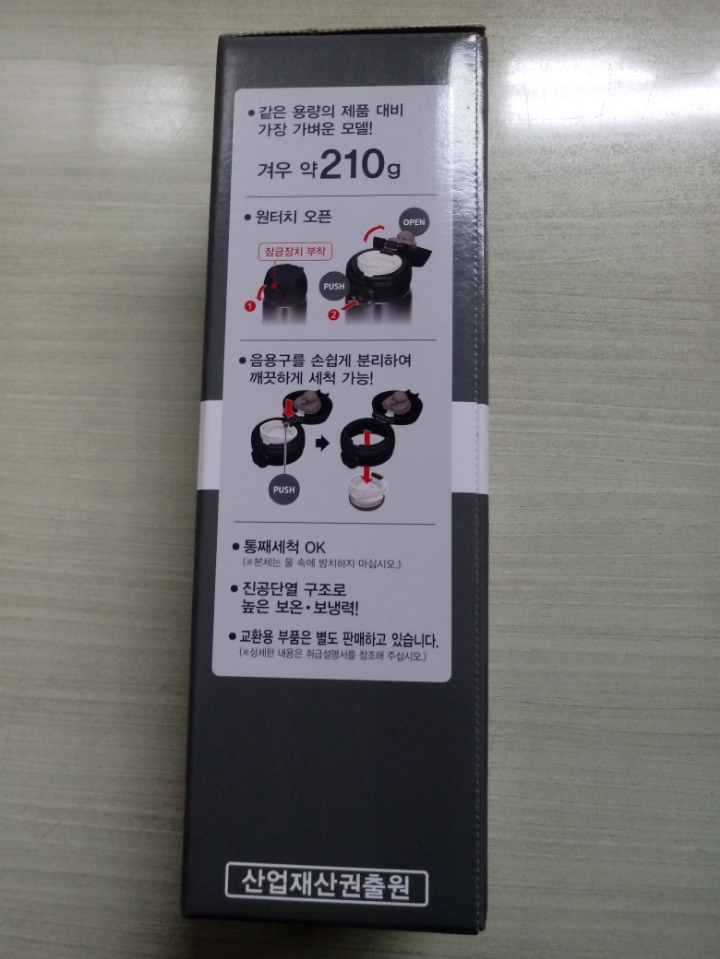 • 같은 용량의 제품 대비
가장 가벼운 모델!
겨우 약 210g
• 원터치 오픈
OPEN
잠금장치 부착
PUSH
1
2
• 음용구를 손쉽게 분리하여
깨끗하게 세척 가능!
PUSH
• 통째세척 OK
(※본체는 물 속에 방치하지 마십시오.)
• 진공단열 구조로
높은 보온·보냉력!
• 교환용 부품은 별도 판매하고 있습니다.
(※상세한 내용은 취급설명서를 참조해 주십시오.)
산업재산권출원